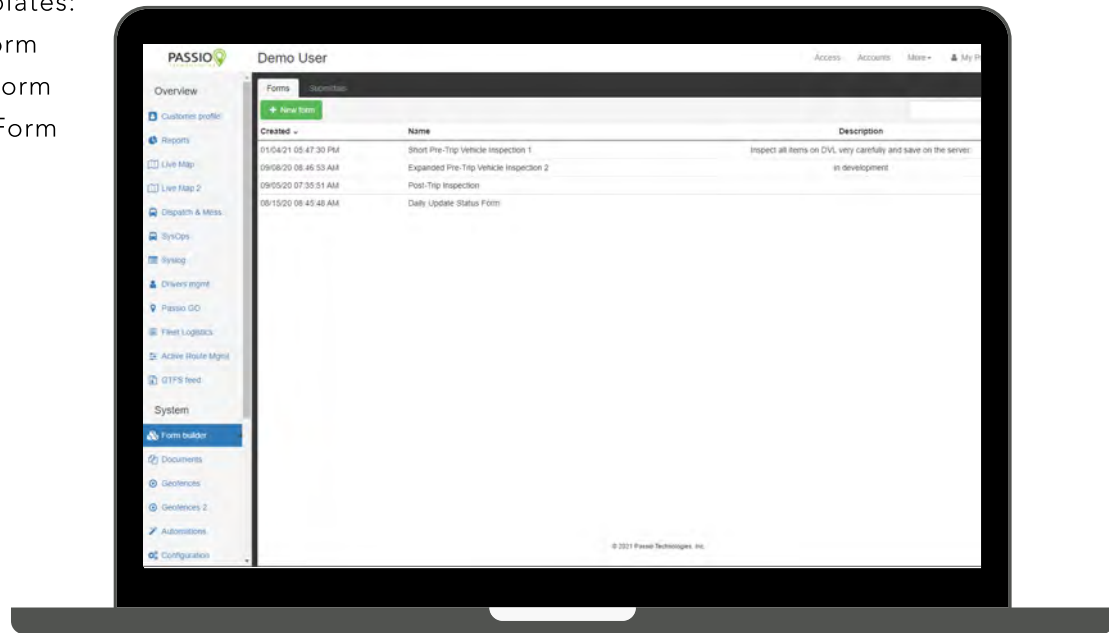 plates:
orm
orm
Form
PASSIO
Demo User
Access Accounts More My P
Overview
Customer profile
Reports
Live Map
Live Map 2
Dispatch & Mess.
SysOps
Syslog
Drivers mgmt
Passio GO
Fleet Logistics
Active Route Mgmt
GTFS feed
System
Form builder
Documents
Geofences
Geofences 2
Automations
Configuration
Forms
+ New form
Created Name Description
01/04/21 05:47:30 PM Short Pre-Trip Vehicle Inspection 1 Inspect all items on DVI, very carefully and save on the server.
09/08/20 08:46:53 AM Expanded Pre-Trip Vehicle Inspection 2 in development
09/05/20 07:35:51 AM Post-Trip Inspection
08/15/20 08:45:48 AM Daily Update Status Form
© 2021 Passio Technologies, Inc.